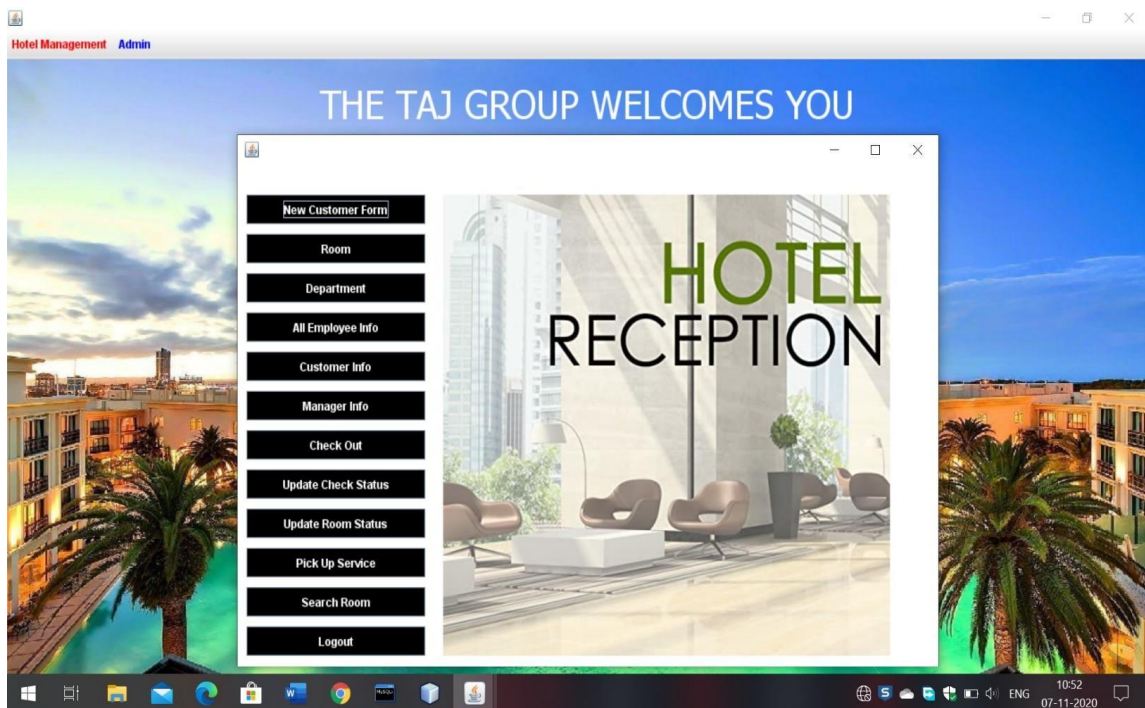 Hotel Management Admin
THE TAJ GROUP WELCOMES YOU
New Customer Form
Room
Department
All Employee Info
Customer Info
Manager Info
Check Out
Update Check Status
Update Room Status
Pick Up Service
Search Room
Logout
HOTEL
RECEPTION
ENG
10:52
07-11-2020